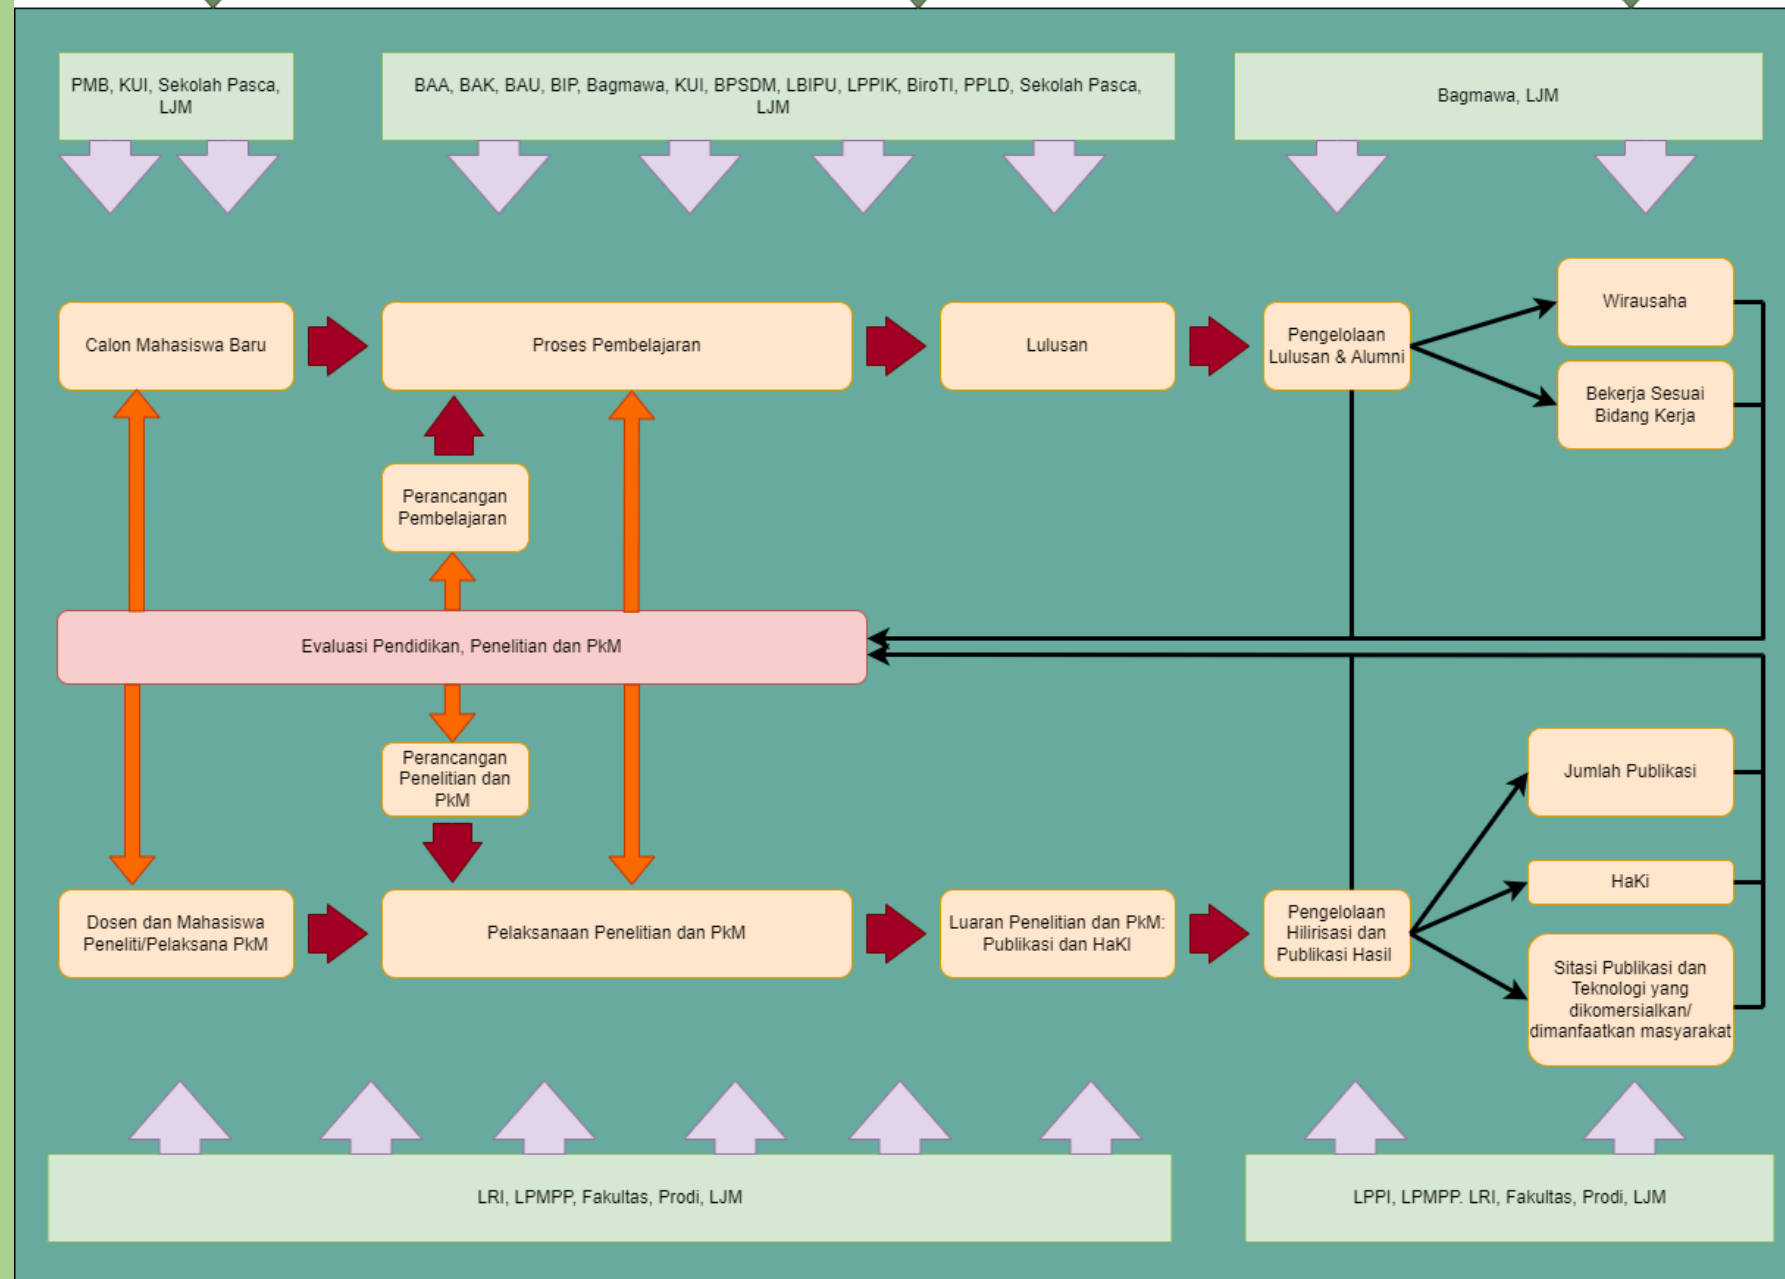 PMB, KUI, Sekolah Pasca,
LJM
BAA, BAK, BAU, BIP, Bagmawa, KUI, BPSDM, LBIPU, LPPIK, BiroTI, PPLD, Sekolah Pasca,
LJM
Bagmawa, LJM
Calon Mahasiswa Baru
Proses Pembelajaran
Lulusan
Pengelolaan
Lulusan & Alumni
Wirausaha
Bekerja Sesuai
Bidang Kerja
Perancangan
Pembelajaran
Evaluasi Pendidikan, Penelitian dan PkM
Perancangan
Penelitian dan
PkM
Dosen dan Mahasiswa
Peneliti/Pelaksana PkM
Pelaksanaan Penelitian dan PkM
Luaran Penelitian dan PkM:
Publikasi dan HaKI
Pengelolaan
Hilirisasi dan
Publikasi Hasil
Jumlah Publikasi
HaKi
Sitasi Publikasi dan
Teknologi yang
dikomersialkan/
dimanfaatkan masyarakat
LRI, LPMPP, Fakultas, Prodi, LJM
LPPI, LPMPP. LRI, Fakultas, Prodi, LJM